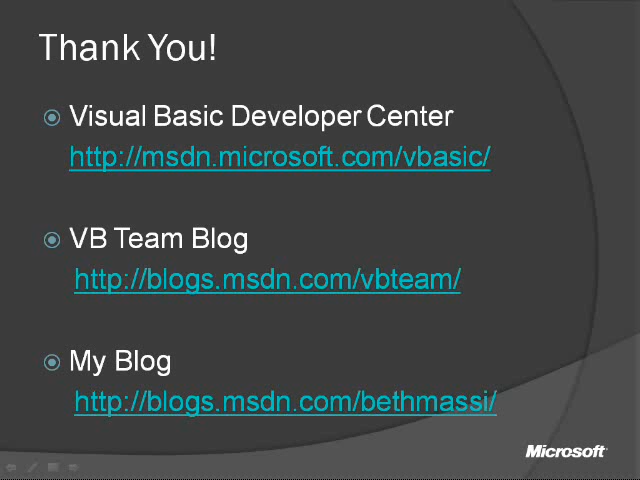 Thank You!
Visual Basic Developer Center
http://msdn.microsoft.com/vbasic/
VB Team Blog
http://blogs.msdn.com/vbteam/
My Blog
http://blogs.msdn.com/bethmassi/
Microsoft